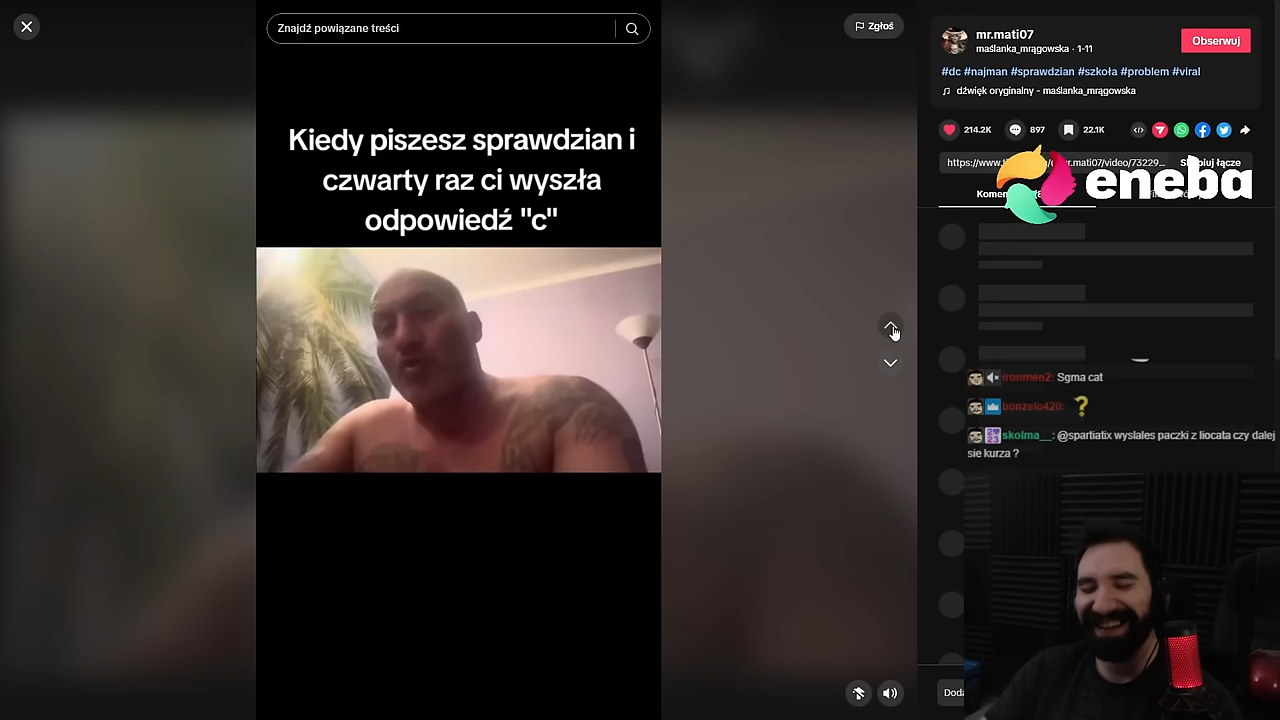 Znajdź powiązane treści
Zgłoś
Kiedy piszesz sprawdzian i
czwarty raz ci wyszła
odpowiedź "c"
mr.mati07
maślanka_mrągowska · 1-11
Obserwuj
#dc #najman #sprawdzian #szkoła #problem #viral
dźwięk oryginalny - maślanka_mrągowska
214.2K
897
22.1K
eneba
ironmen2: Sgma cat
bonzelo420:
skolma__: @spartiatix wyslales paczki z liocata czy dalej
sie kurza ?